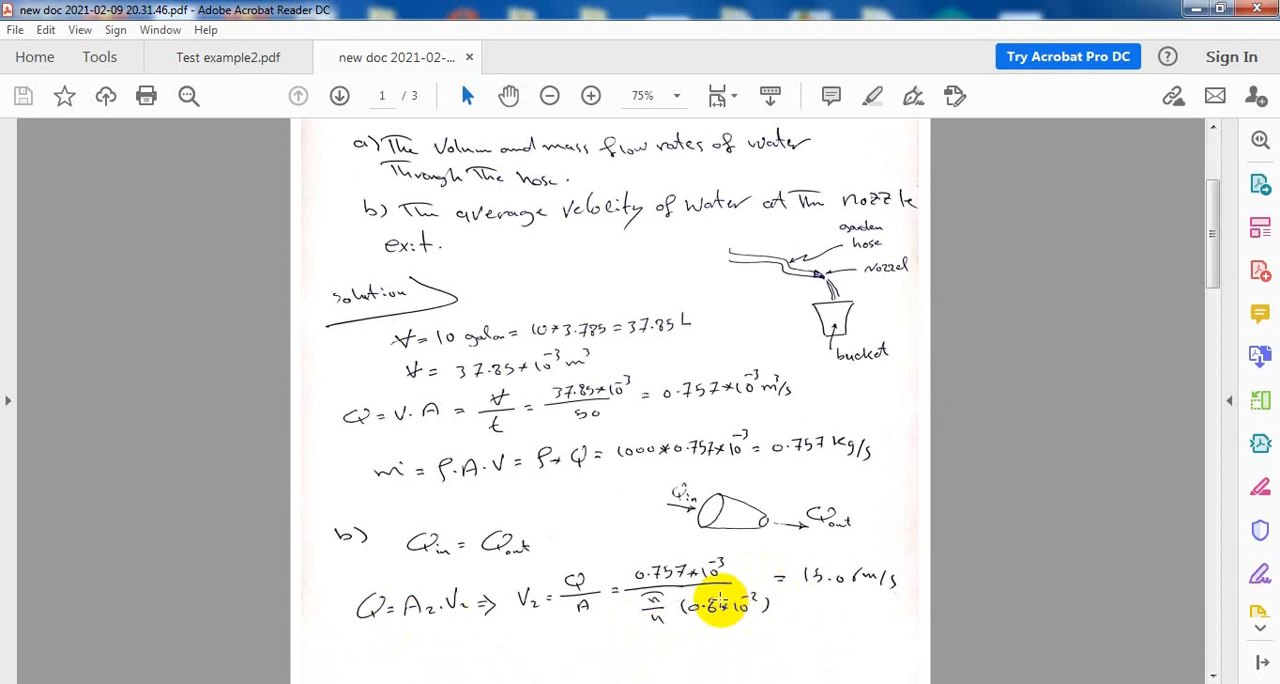 new doc 2021-02-09 20.31.46.pdf - Adobe Acrobat Reader DC
File Edit View Sign Window Help
Home Tools Test example2.pdf new doc 2021-02-... × Try Acrobat Pro DC Sign In
1 / 3 75%
a) The Volum and mass flow rates of water
Through The hose.
b) The average velocity of water at The nozzle
exit.
garden
hose
nozzel
bucket
solution
V = 10 galon = 10*3.785 = 37.85 L
V = 37.85*10^-3 m^3
Q = V. A = V/t = 37.85*10^-3/50 = 0.757*10^-3 m^3/s
m· = ρ.A.V = ρ*Q = 1000*0.757*10^-3 = 0.757 kg/s
Qin
Qout
b) Qin = Qout
Q = A2.V2 => V2 = Q/A = 0.757*10^-3 / π/4 (0.8*10^-2) = 15.06 m/s